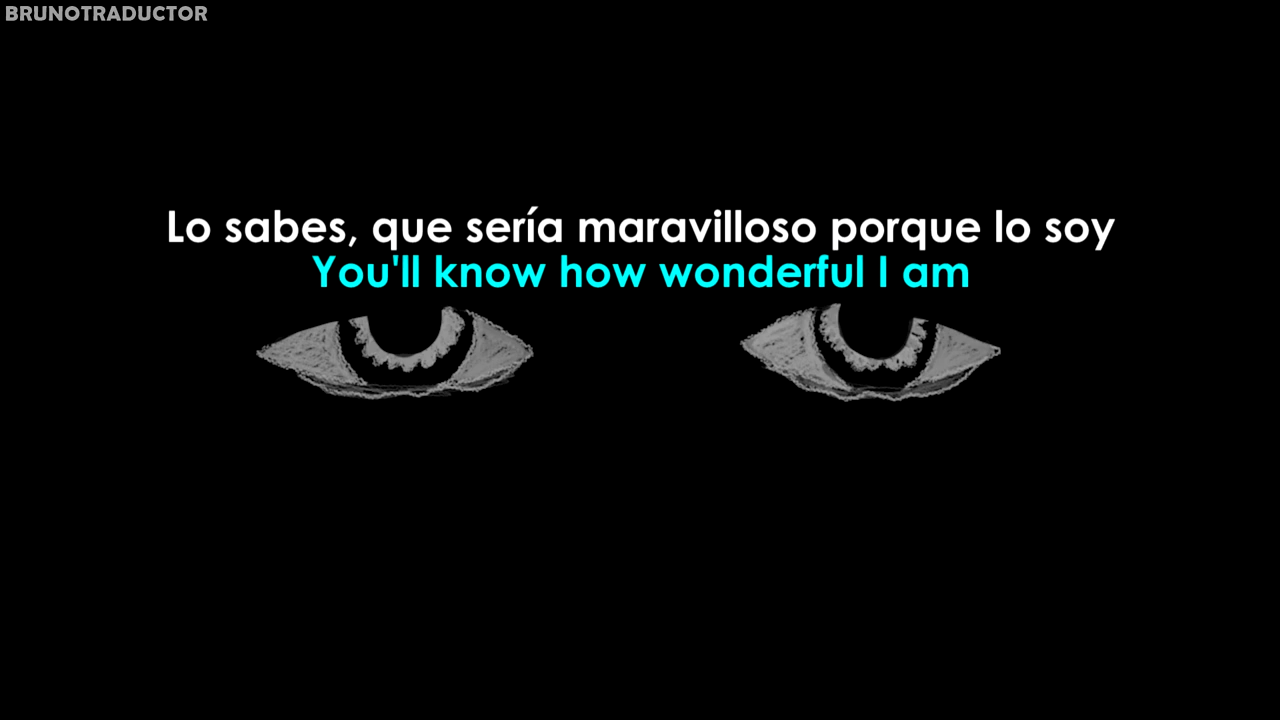 BRUNOTRADUCTOR
Lo sabes, que sería maravilloso porque lo soy
You'll know how wonderful I am